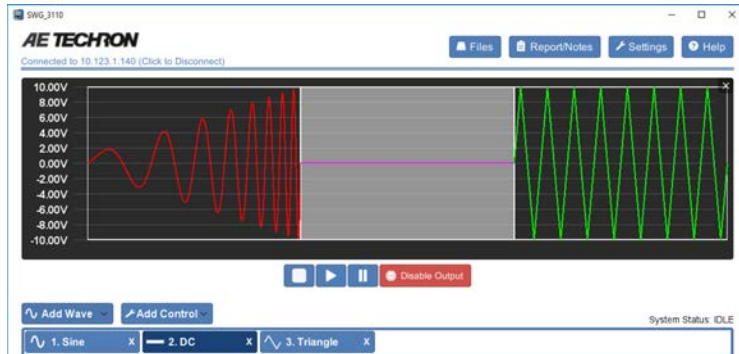 SWG_3110
AE TECHRON
Files
Report/Notes
Settings
Help
Connected to 10.123.1.140 (Click to Disconnect)
10.00V
8.00V
6.00V
4.00V
2.00V
0.00V
-2.00V
-4.00V
-6.00V
-8.00V
-10.00V
Disable Output
Add Wave
Add Control
System Status: IDLE
1. Sine X
2. DC X
3. Triangle X